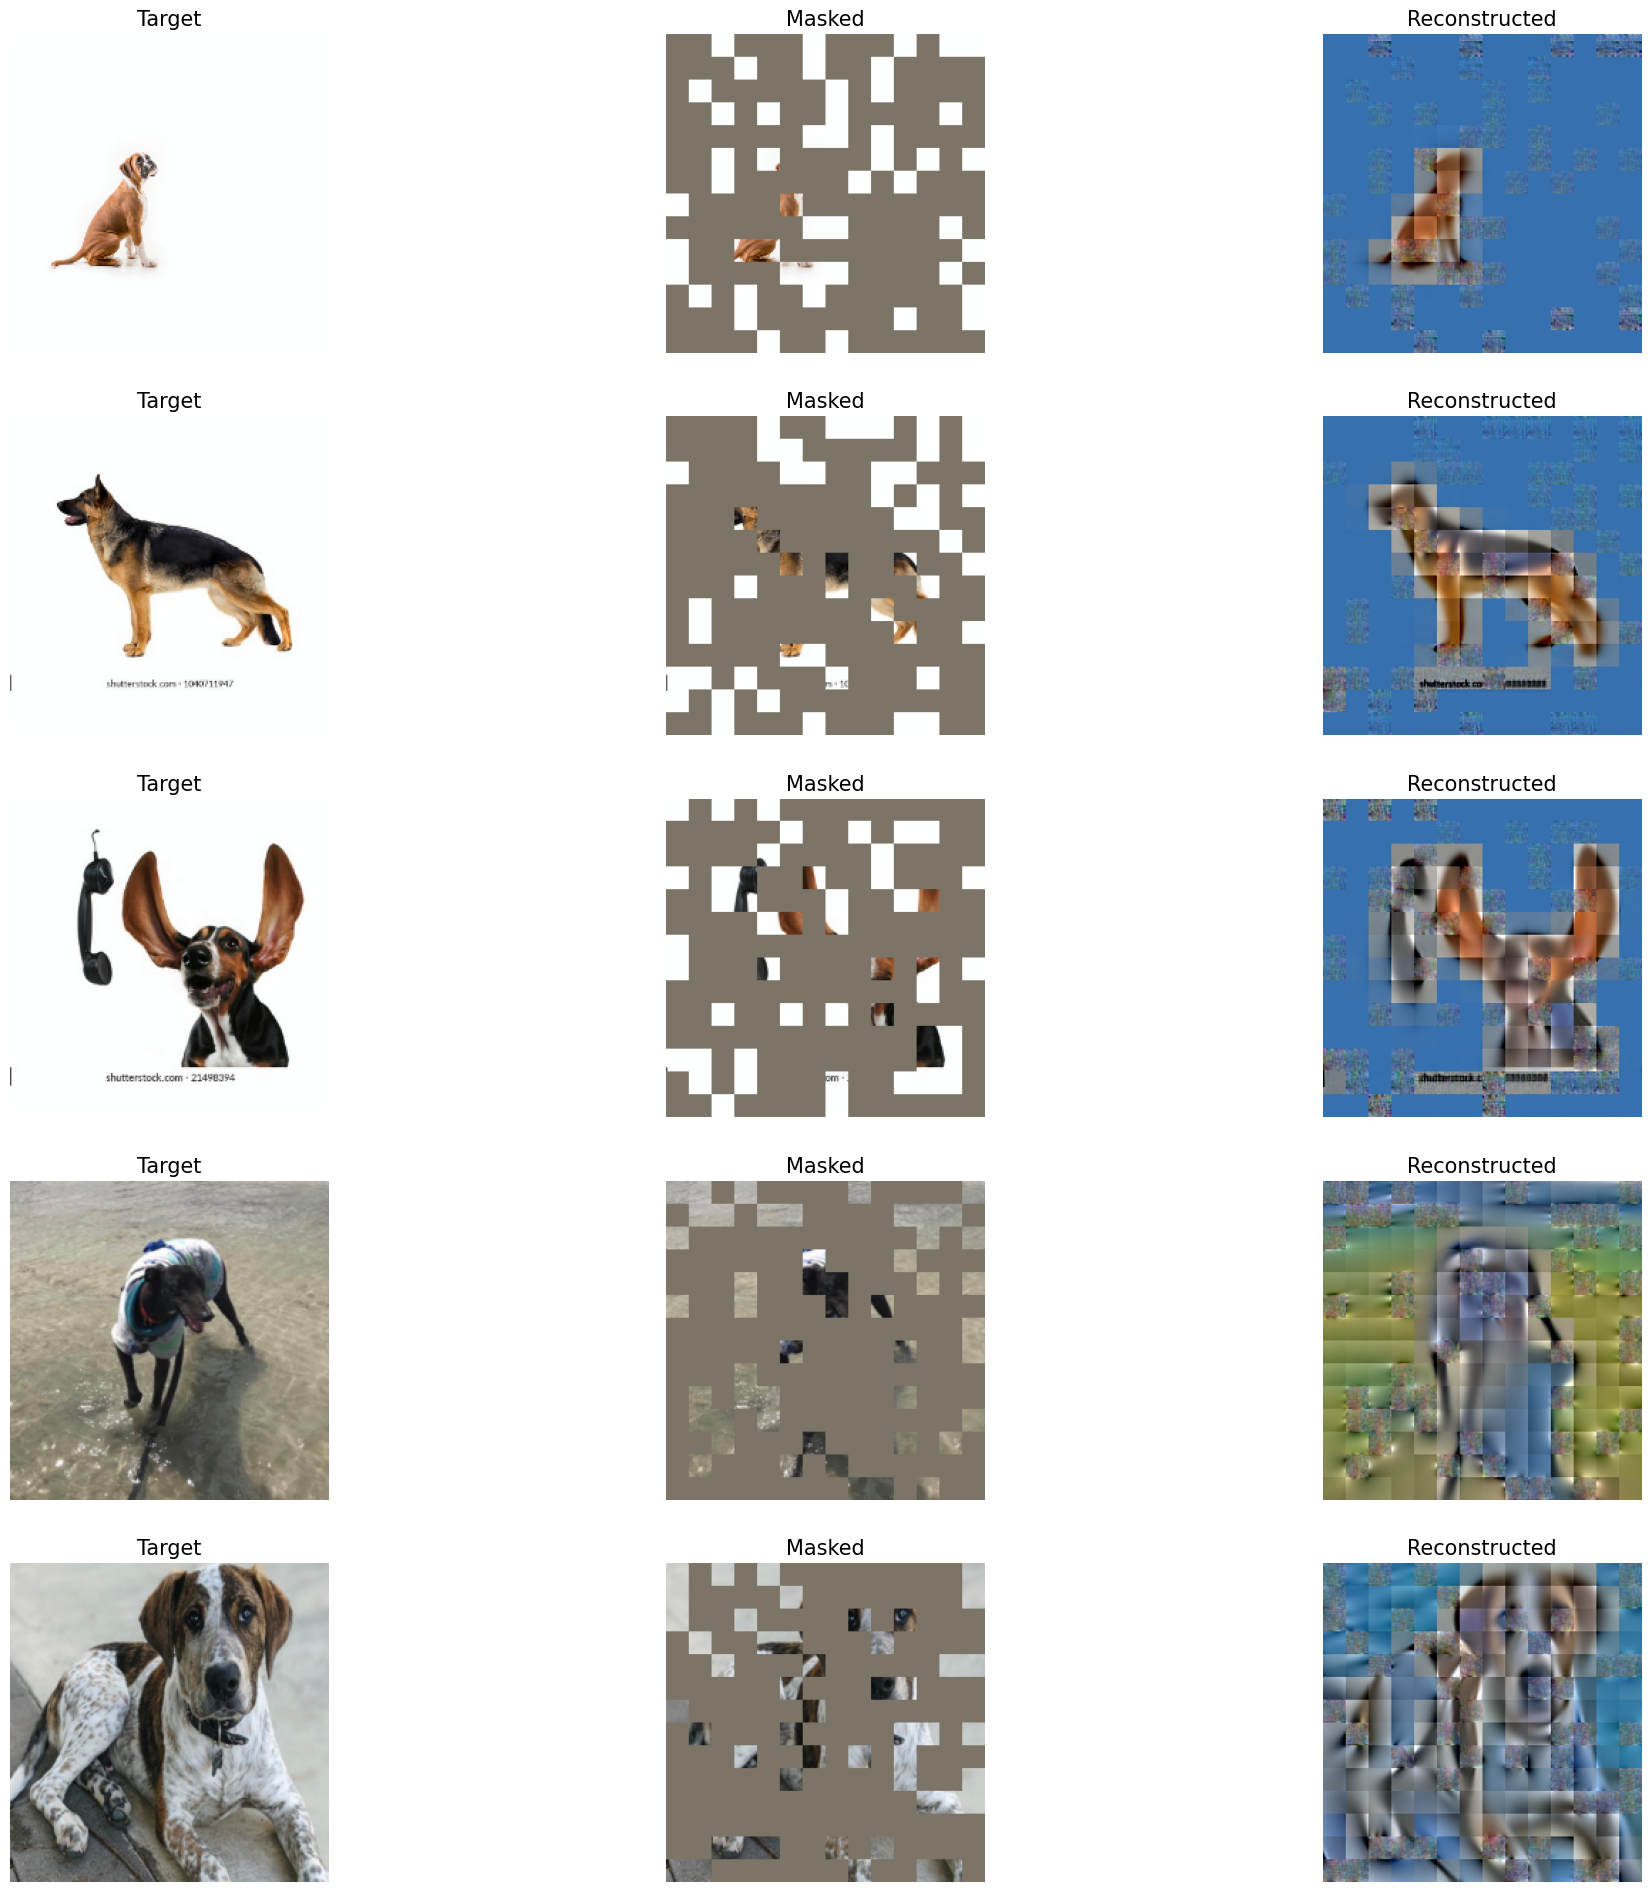 Target Masked Reconstructed
Target Masked Reconstructed
shutterstock.com · 1040711947
m · 10
shutterstock co
Target Masked Reconstructed
shutterstock.com · 21498394
om ·
shutterstock.c
Target Masked Reconstructed
Target Masked Reconstructed